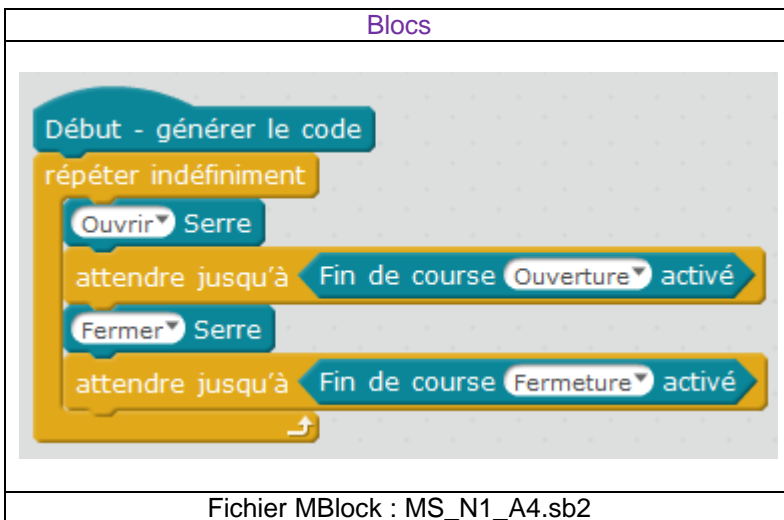 Blocs
Début - générer le code
répéter indéfiniment
Ouvrir Serre
attendre jusqu'à Fin de course Ouverture activé
Fermer Serre
attendre jusqu'à Fin de course Fermeture activé
Fichier MBlock : MS_N1_A4.sb2